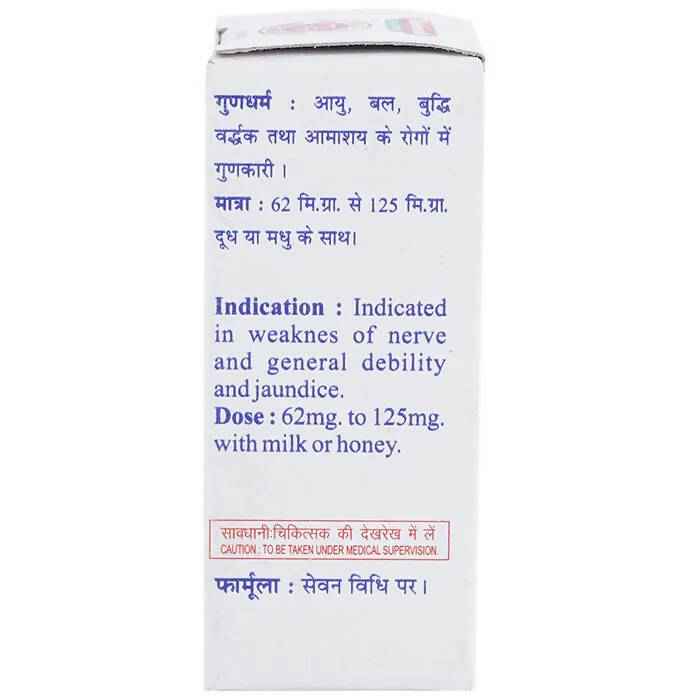 गुणधर्म : आयु, बल, बुद्धि
वर्द्धक तथा आमाशय के रोगों में
गुणकारी ।
मात्रा : 62 मि.ग्रा. से 125 मि.ग्रा.
दूध या मधु के साथ।
Indication : Indicated
in weaknes of nerve
and general debility
and jaundice.
Dose : 62mg. to 125mg.
with milk or honey.
सावधानी:चिकित्सक की देखरेख में लें
CAUTION : TO BE TAKEN UNDER MEDICAL SUPERVISION.
फार्मूला : सेवन विधि पर ।